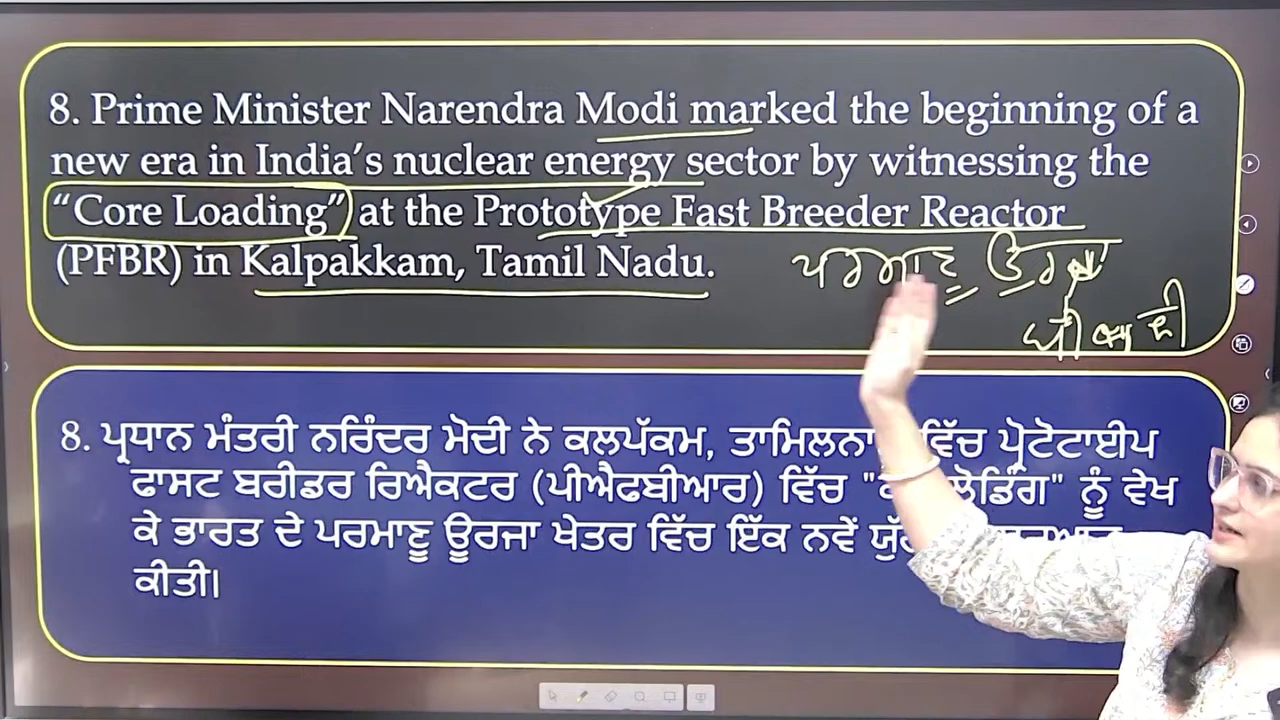 8. Prime Minister Narendra Modi marked the beginning of a
new era in India’s nuclear energy sector by witnessing the
“Core Loading” at the Prototype Fast Breeder Reactor
(PFBR) in Kalpakkam, Tamil Nadu.
ਪਰਮਾਣੂ
8. ਪ੍ਰਧਾਨ ਮੰਤਰੀ ਨਰਿੰਦਰ ਮੋਦੀ ਨੇ ਕਲਪੱਕਮ, ਵਿੱਚ ਪ੍ਰੋਟੋਟਾਈਪ
ਫਾਸਟ ਬਰੀਡਰ ਰਿਐਕਟਰ (ਪੀਐਫਬੀਆਰ) ਵਿੱਚ ਲੋਡਿੰਗ" ਨੂੰ ਵੇਖ
ਕੇ ਭਾਰਤ ਦੇ ਪਰਮਾਣੂ ਊਰਜਾ ਖੇਤਰ ਵਿੱਚ ਇੱਕ ਨਵੇਂ
ਕੀਤੀ।